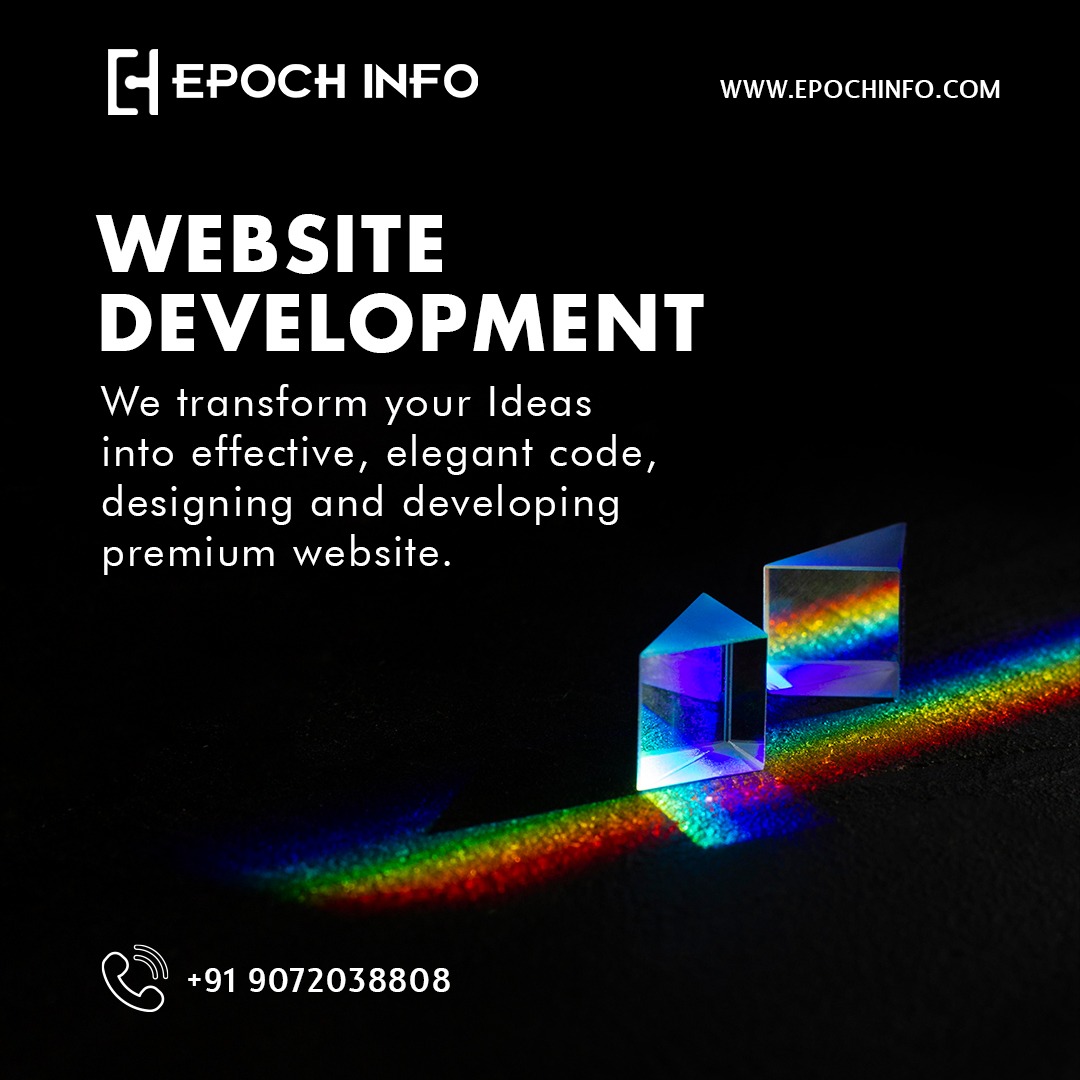 EPOCH INFO
WWW.EPOCHINFO.COM
WEBSITE
DEVELOPMENT
We transform your Ideas
into effective, elegant code,
designing and developing
premium website.
+91 9072038808